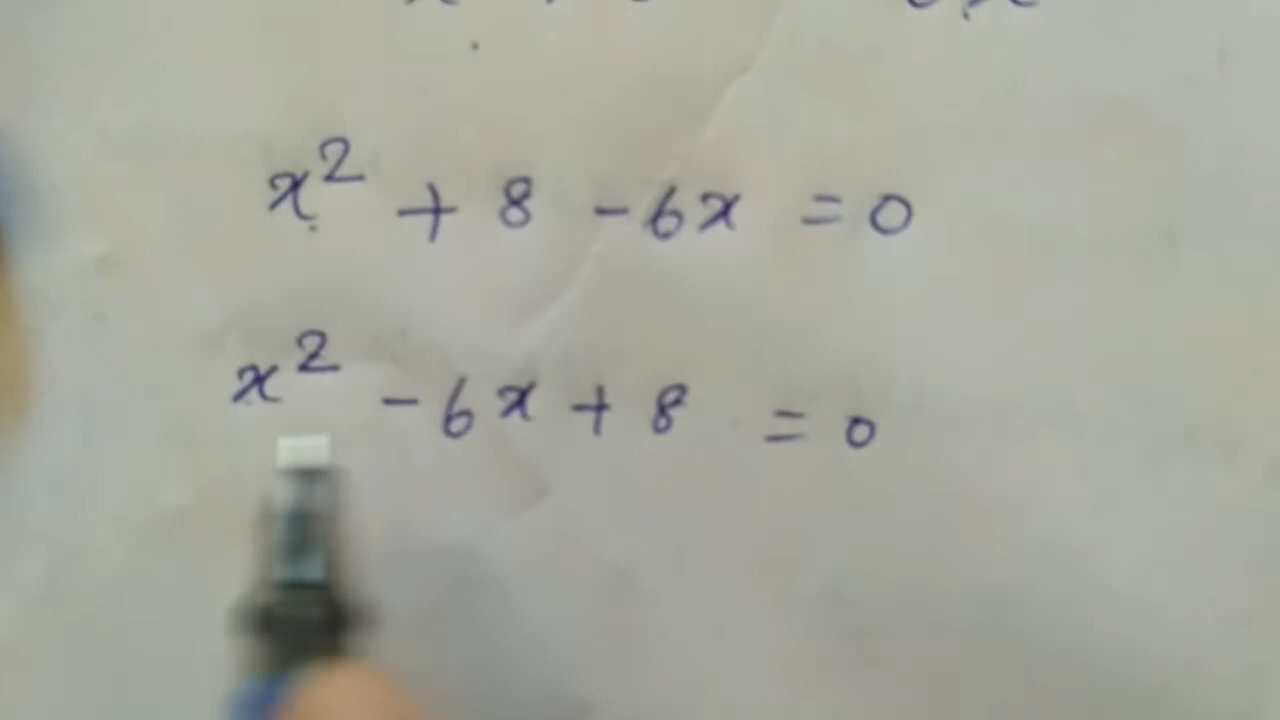 x² + 8 - 6x = 0
x² - 6x + 8 = 0